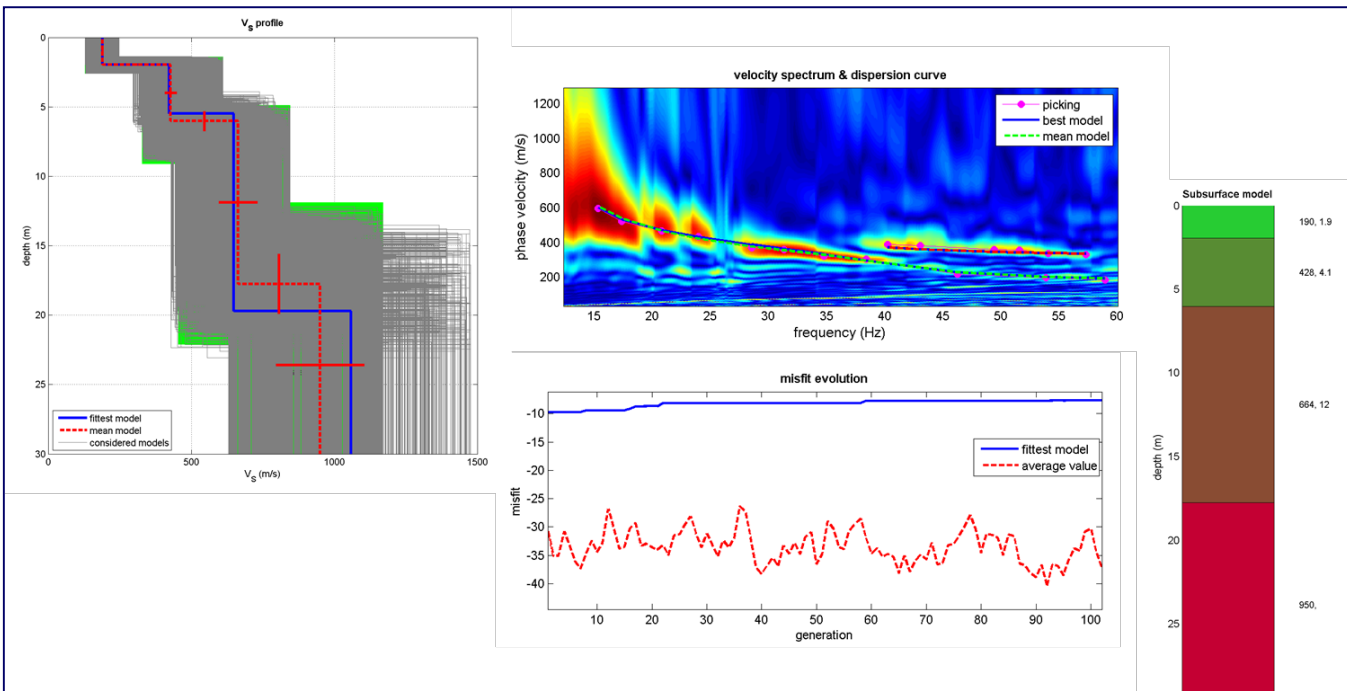 V_S profile
0
5
10
15
20
25
30
depth (m)
fittest model
mean model
considered models
0
500
1000
1500
V_S (m/s)
velocity spectrum & dispersion curve
1200
1000
800
600
400
200
phase velocity (m/s)
picking
best model
mean model
15
20
25
30
35
40
45
50
55
60
frequency (Hz)
misfit evolution
-10
-15
-20
-25
-30
-35
-40
misfit
fittest model
average value
10
20
30
40
50
60
70
80
90
100
generation
Subsurface model
0
5
10
15
20
25
depth (m)
190, 1.9
428, 4.1
664, 12
950,